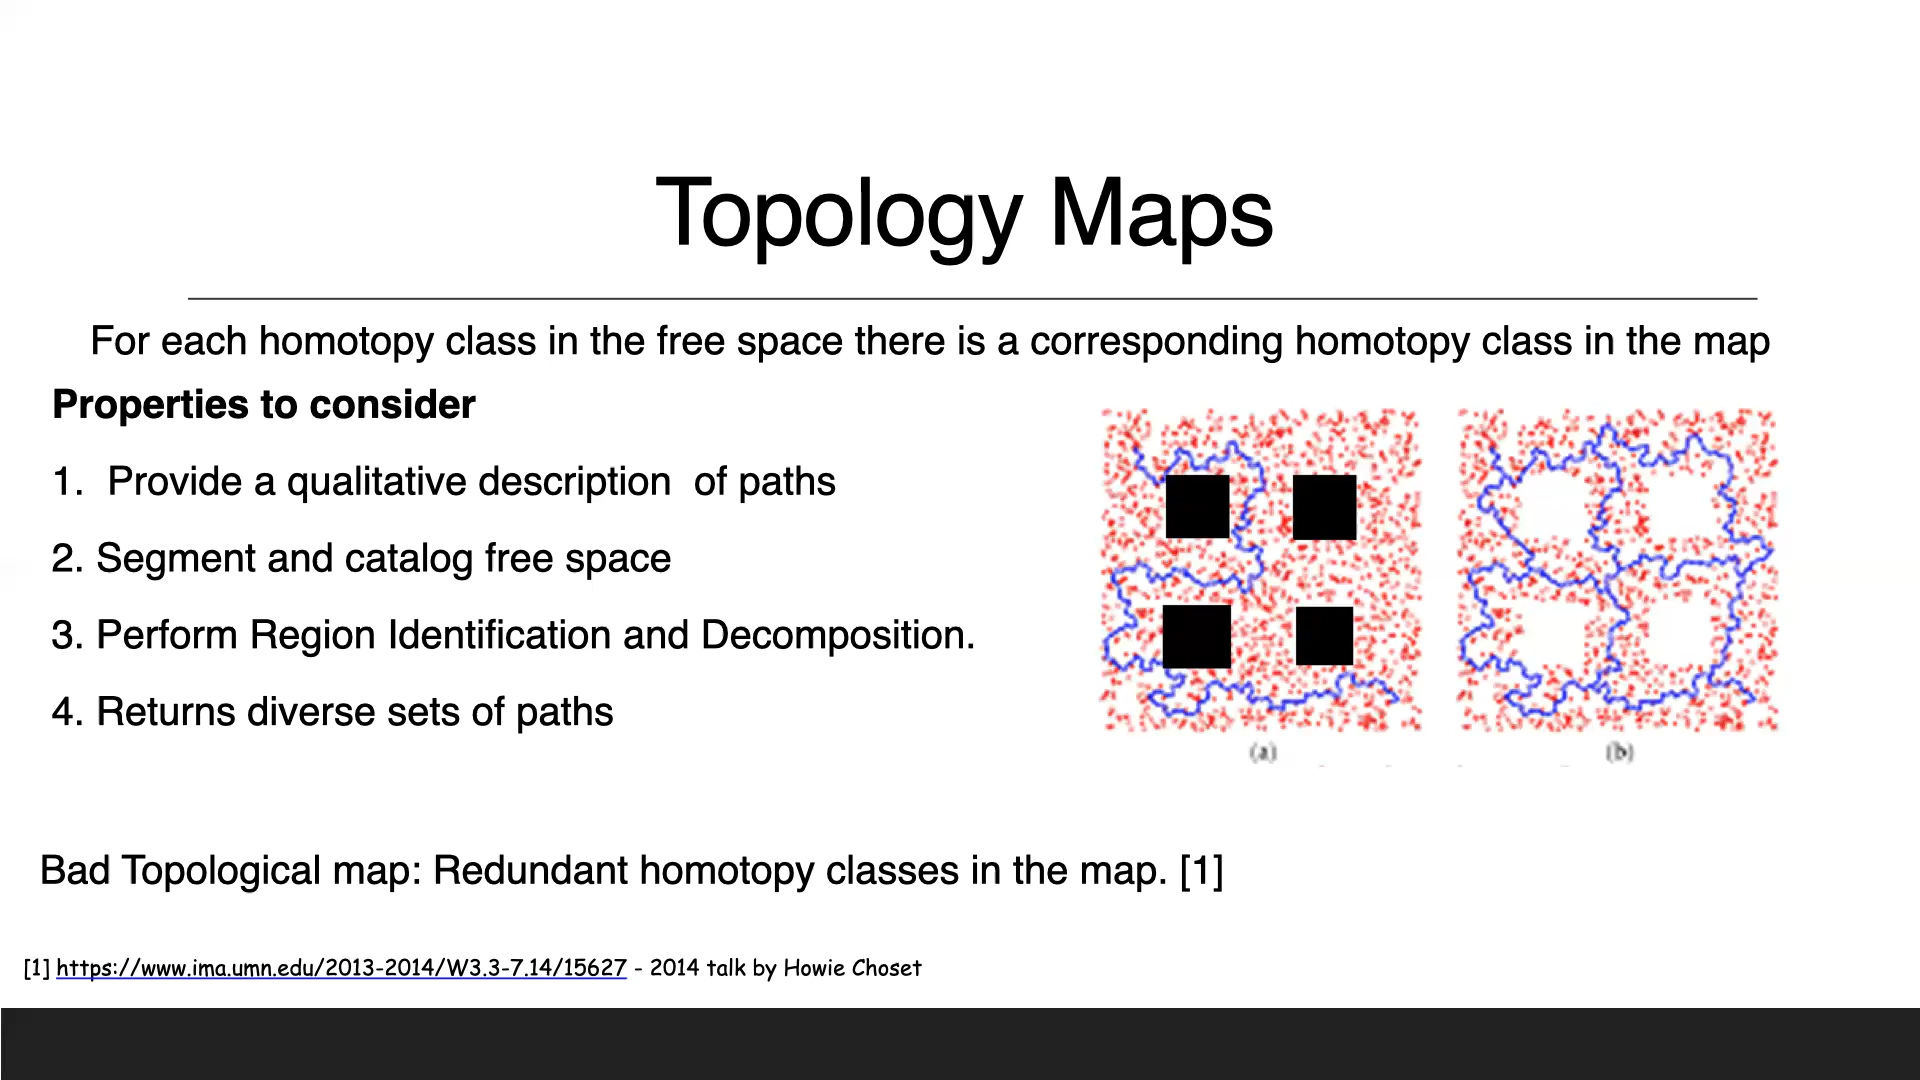 Topology Maps
For each homotopy class in the free space there is a corresponding homotopy class in the map
Properties to consider
1. Provide a qualitative description of paths
2. Segment and catalog free space
3. Perform Region Identification and Decomposition.
4. Returns diverse sets of paths
(a) (b)
Bad Topological map: Redundant homotopy classes in the map. [1]
[1] https://www.ima.umn.edu/2013-2014/W3.3-7.14/15627 - 2014 talk by Howie Choset